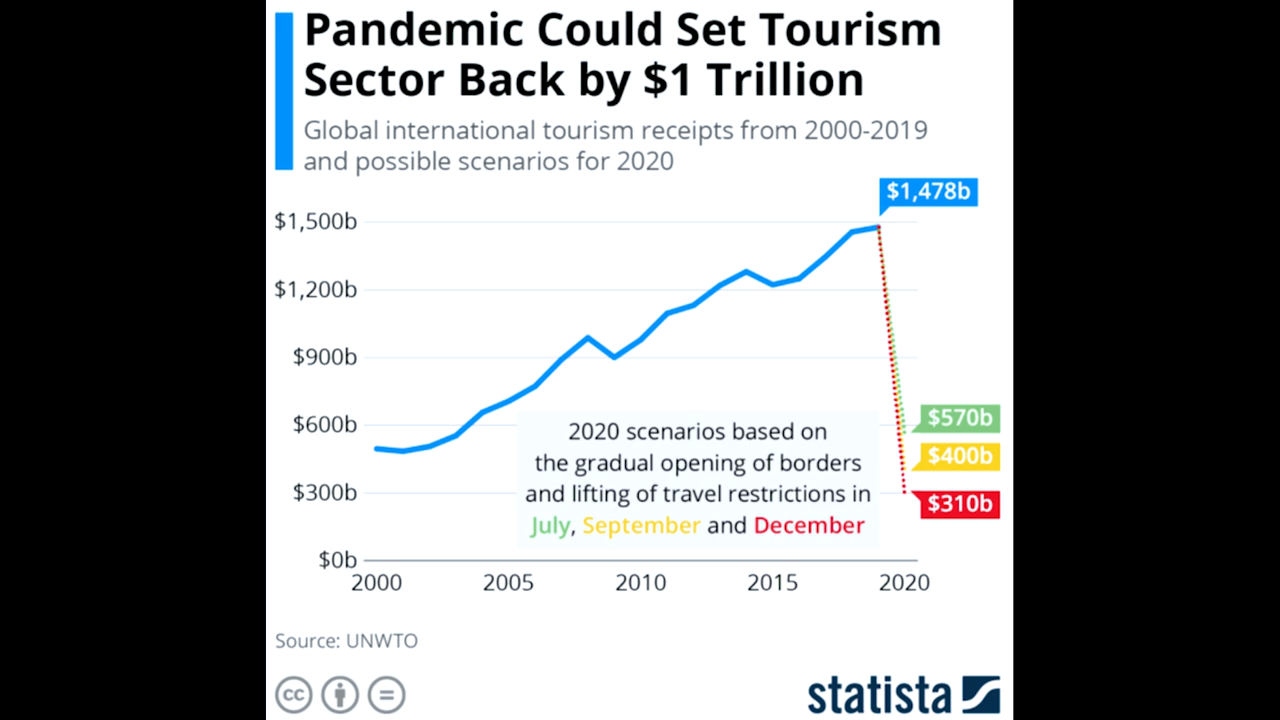 Pandemic Could Set Tourism
Sector Back by $1 Trillion
Global international tourism receipts from 2000-2019
and possible scenarios for 2020
$1,478b
$1,500b
$1,200b
$900b
$600b
$300b
$0b
$570b
$400b
$310b
2020 scenarios based on
the gradual opening of borders
and lifting of travel restrictions in
July, September and December
2000 2005 2010 2015 2020
Source: UNWTO
cc
statista